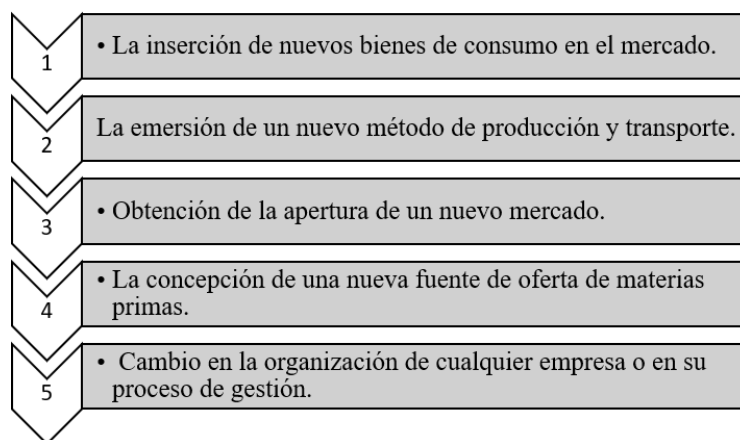 1
• La inserción de nuevos bienes de consumo en el mercado.
2
La emersión de un nuevo método de producción y transporte.
3
• Obtención de la apertura de un nuevo mercado.
4
• La concepción de una nueva fuente de oferta de materias
primas.
5
• Cambio en la organización de cualquier empresa o en su
proceso de gestión.